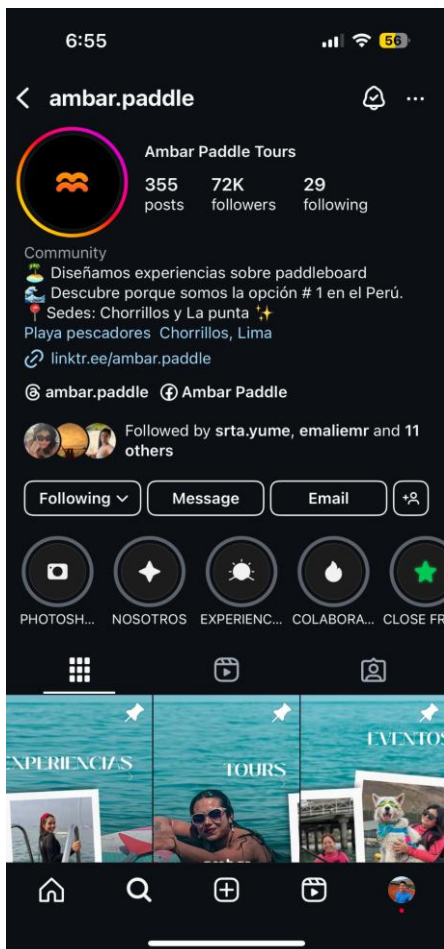 6:55
56
ambar.paddle
Ambar Paddle Tours
355 72K 29
posts followers following
Community
🏝️ Diseñamos experiencias sobre paddleboard
🌊 Descubre porque somos la opción # 1 en el Perú.
📍 Sedes: Chorrillos y La punta ✨
Playa pescadores Chorrillos, Lima
linktr.ee/ambar.paddle
ambar.paddle Ambar Paddle
Followed by srta.yume, emaliemr and 11
others
Following Message Email
PHOTOSH... NOSOTROS EXPERIENC... COLABORA... CLOSE FR
XPERIENCIAS TOURS EVENTOS